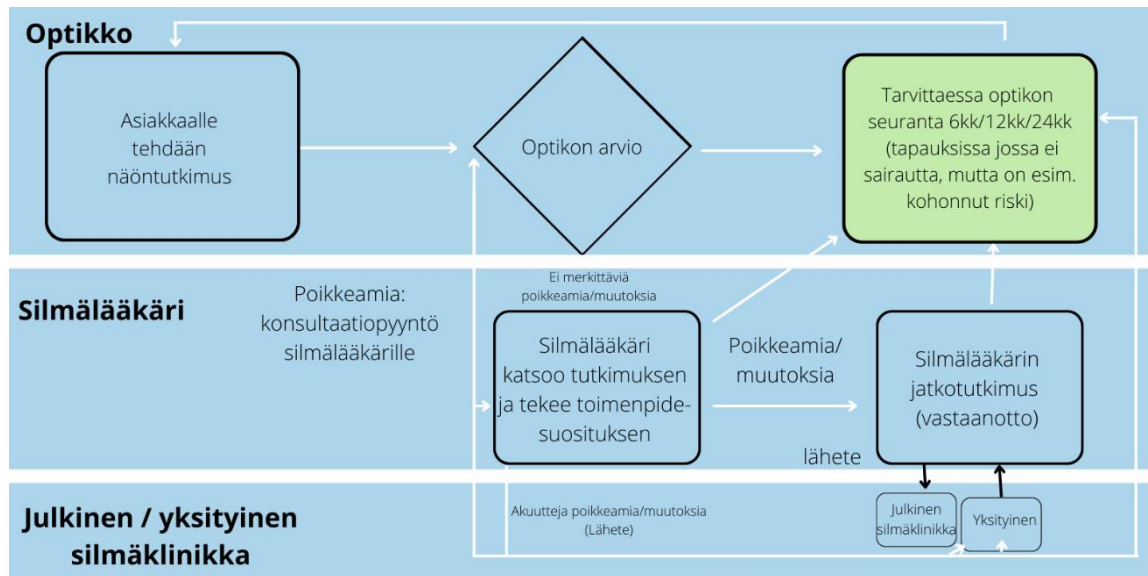 Optikko
Asiakkaalle
tehdään
näöntutkimus
Optikon arvio
Tarvittaessa optikon
seuranta 6kk/12kk/24kk
(tapauksissa jossa ei
sairautta, mutta on esim.
kohonnut riski)
Silmälääkäri
Poikkeamia:
konsultaatiopyyntö
silmälääkärille
Ei merkittäviä
poikkeamia/muutoksia
Silmälääkäri
katsoo tutkimuksen
ja tekee toimenpide-
suosituksen
Poikkeamia/
muutoksia
Silmälääkärin
jatkotutkimus
(vastaanotto)
lähete
Julkinen / yksityinen
silmäklinikka
Akuutteja poikkeamia/muutoksia
(Lähete)
Julkinen
silmäklinikka
Yksityinen